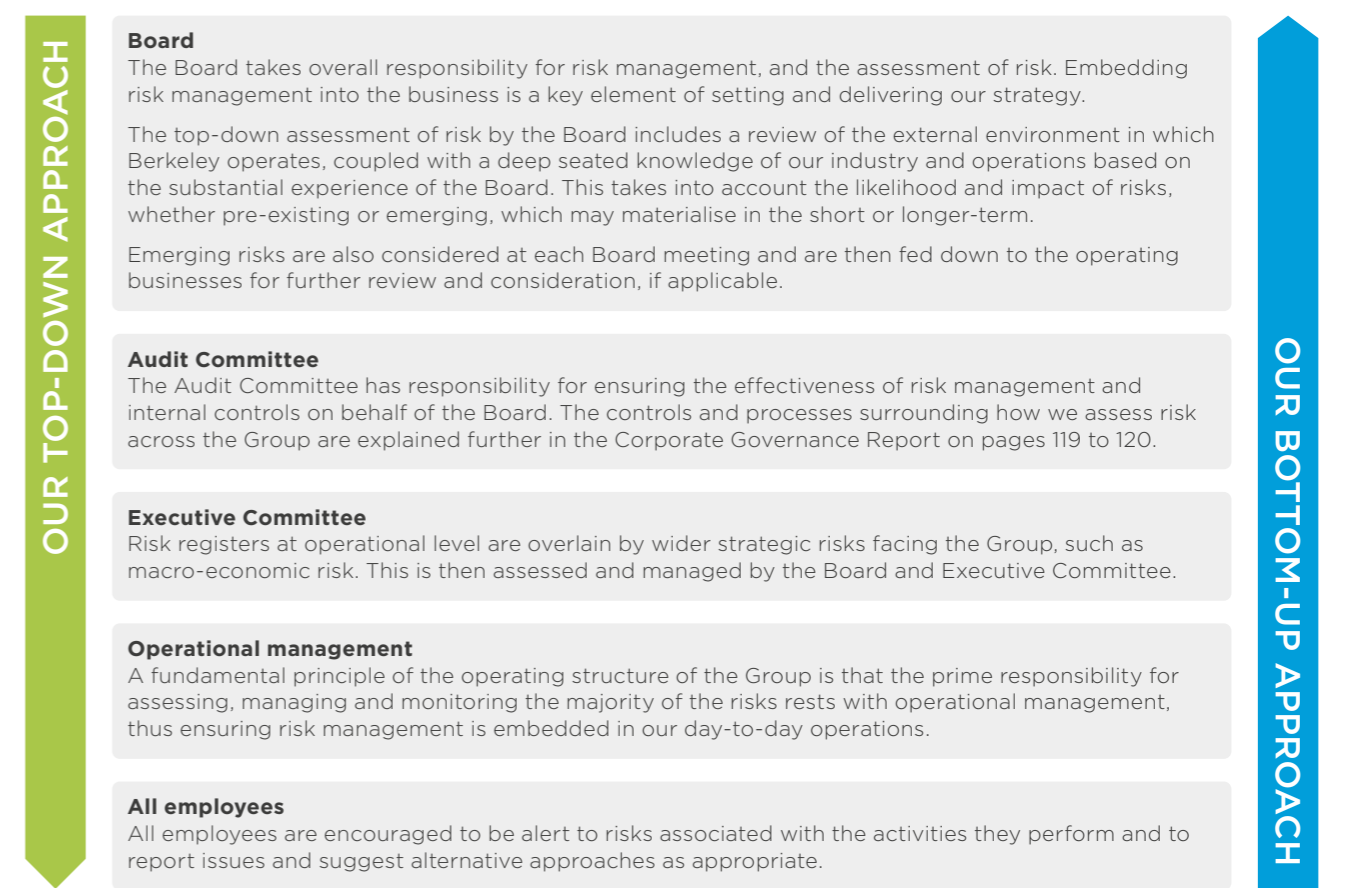 OUR TOP-DOWN APPROACH
Board
The Board takes overall responsibility for risk management, and the assessment of risk. Embedding
risk management into the business is a key element of setting and delivering our strategy.
The top-down assessment of risk by the Board includes a review of the external environment in which
Berkeley operates, coupled with a deep seated knowledge of our industry and operations based on
the substantial experience of the Board. This takes into account the likelihood and impact of risks,
whether pre-existing or emerging, which may materialise in the short or longer-term.
Emerging risks are also considered at each Board meeting and are then fed down to the operating
businesses for further review and consideration, if applicable.
Audit Committee
The Audit Committee has responsibility for ensuring the effectiveness of risk management and
internal controls on behalf of the Board. The controls and processes surrounding how we assess risk
across the Group are explained further in the Corporate Governance Report on pages 119 to 120.
Executive Committee
Risk registers at operational level are overlain by wider strategic risks facing the Group, such as
macro-economic risk. This is then assessed and managed by the Board and Executive Committee.
Operational management
A fundamental principle of the operating structure of the Group is that the prime responsibility for
assessing, managing and monitoring the majority of the risks rests with operational management,
thus ensuring risk management is embedded in our day-to-day operations.
All employees
All employees are encouraged to be alert to risks associated with the activities they perform and to
report issues and suggest alternative approaches as appropriate.
OUR BOTTOM-UP APPROACH